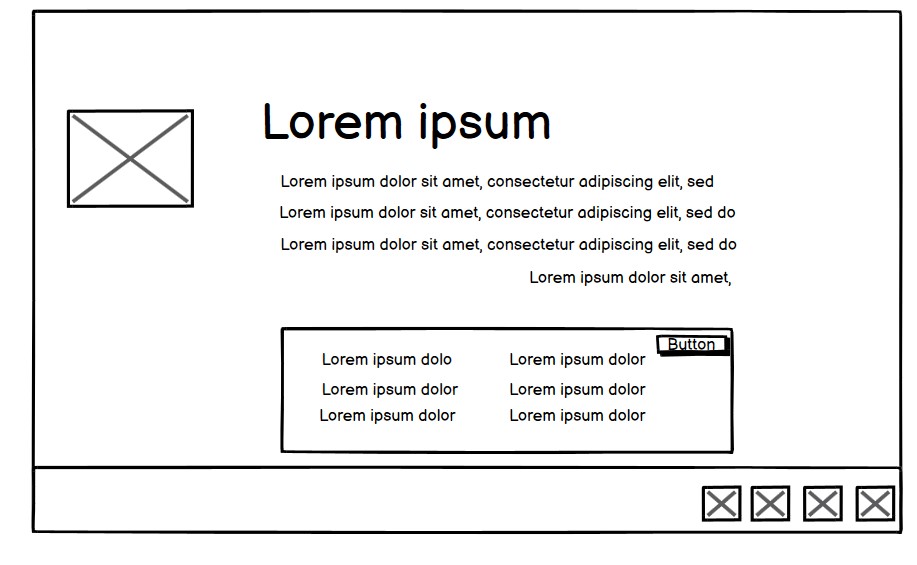 Lorem ipsum
Lorem ipsum dolor sit amet, consectetur adipiscing elit, sed
Lorem ipsum dolor sit amet, consectetur adipiscing elit, sed do
Lorem ipsum dolor sit amet, consectetur adipiscing elit, sed do
Lorem ipsum dolor sit amet,
Button
Lorem ipsum dolo Lorem ipsum dolor
Lorem ipsum dolor Lorem ipsum dolor
Lorem ipsum dolor Lorem ipsum dolor